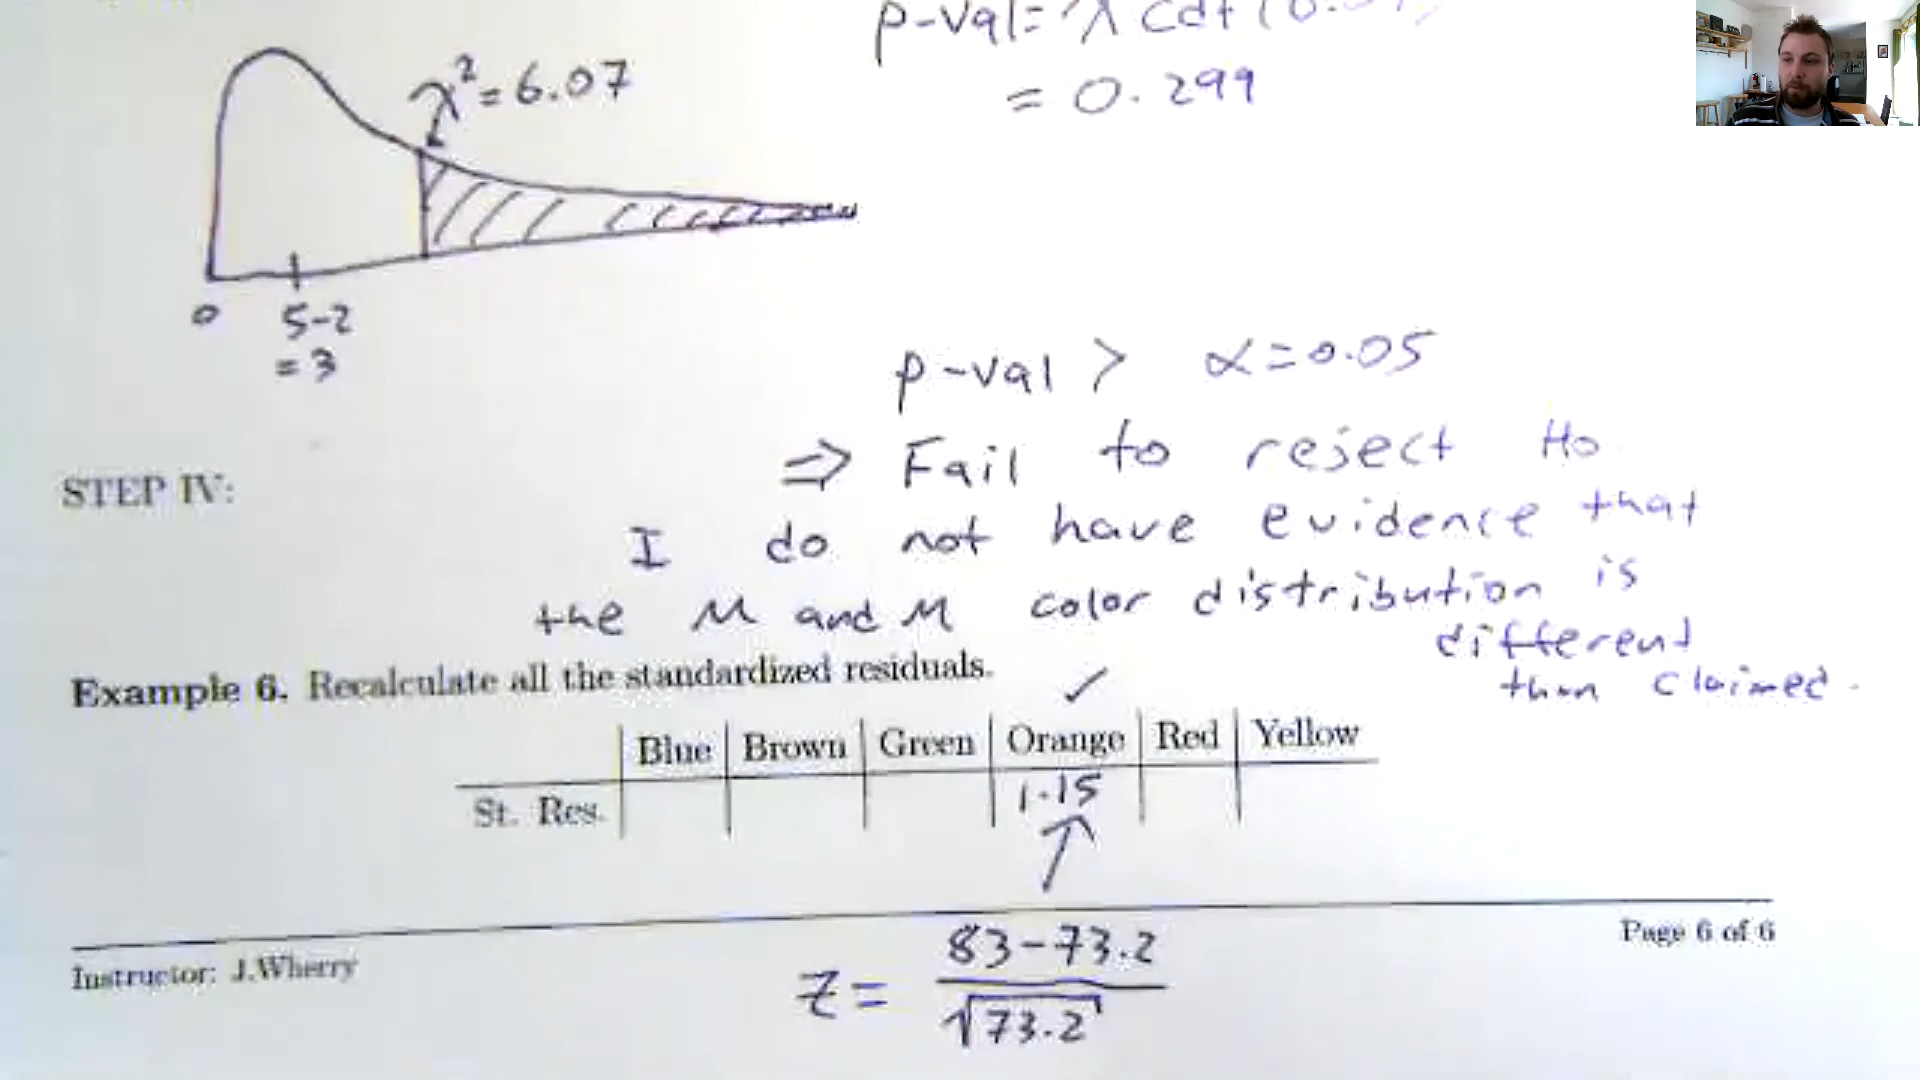 p-val = χ²cdf(6.07,
= 0.299
χ² = 6.07
0 5-2
= 3
p-val > α = 0.05
⇒ Fail to reject Ho
STEP IV:
I do not have evidence that
the M and M color distribution is
different
than claimed.
Example 6. Recalculate all the standardized residuals.
✓
Blue Brown Green Orange Red Yellow
St. Res. 1.15
Page 6 of 6
Instructor: J.Wherry
Z = 83-73.2
√73.2